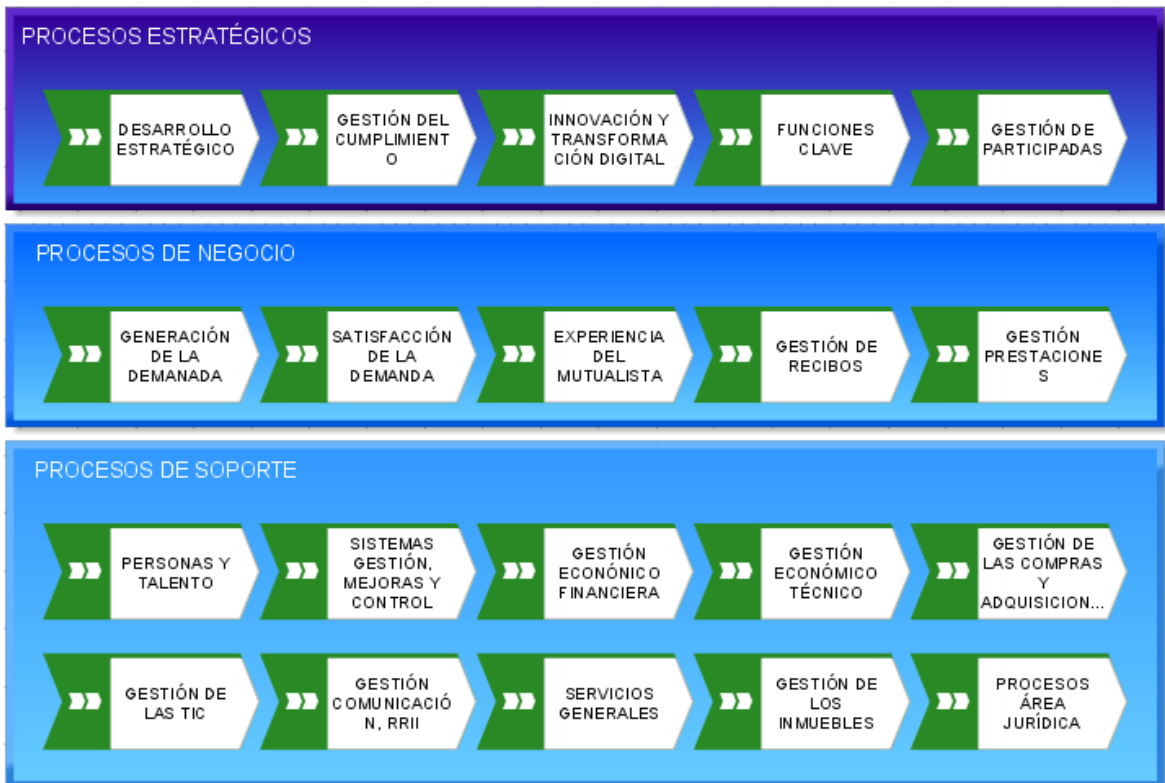 PROCESOS ESTRATÉGICOS
DESARROLLO
ESTRATÉGICO
GESTIÓN DEL
CUMPLIMIENT
O
INNOVACIÓN Y
TRANSFORMA
CIÓN DIGITAL
FUNCIONES
CLAVE
GESTIÓN DE
PARTICIPADAS
PROCESOS DE NEGOCIO
GENERACIÓN
DE LA
DEMANADA
SATISFACCIÓN
DE LA
DEMANDA
EXPERIENCIA
DEL
MUTUALISTA
GESTIÓN DE
RECIBOS
GESTIÓN
PRESTACIONE
S
PROCESOS DE SOPORTE
PERSONAS Y
TALENTO
SISTEMAS
GESTIÓN,
MEJORAS Y
CONTROL
GESTIÓN
ECONÓNICO
FINANCIERA
GESTIÓN
ECONÓMICO
TÉCNICO
GESTIÓN DE
LAS COMPRAS
Y
ADQUISICION...
GESTIÓN DE
LAS TIC
GESTIÓN
COMUNICACIÓ
N, RRII
SERVICIOS
GENERALES
GESTIÓN DE
LOS
INMUEBLES
PROCESOS
ÁREA
JURÍDICA